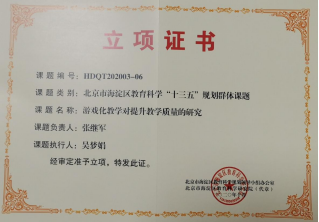 立项证书
课题编号：HDQT202003-06
课题类别：北京市海淀区教育科学“十三五”规划群体课题
课题名称：游戏化教学对提升教学质量的研究
课题负责人：张继军
课题执行人：吴梦娟
经审定准予立项，特发此证。